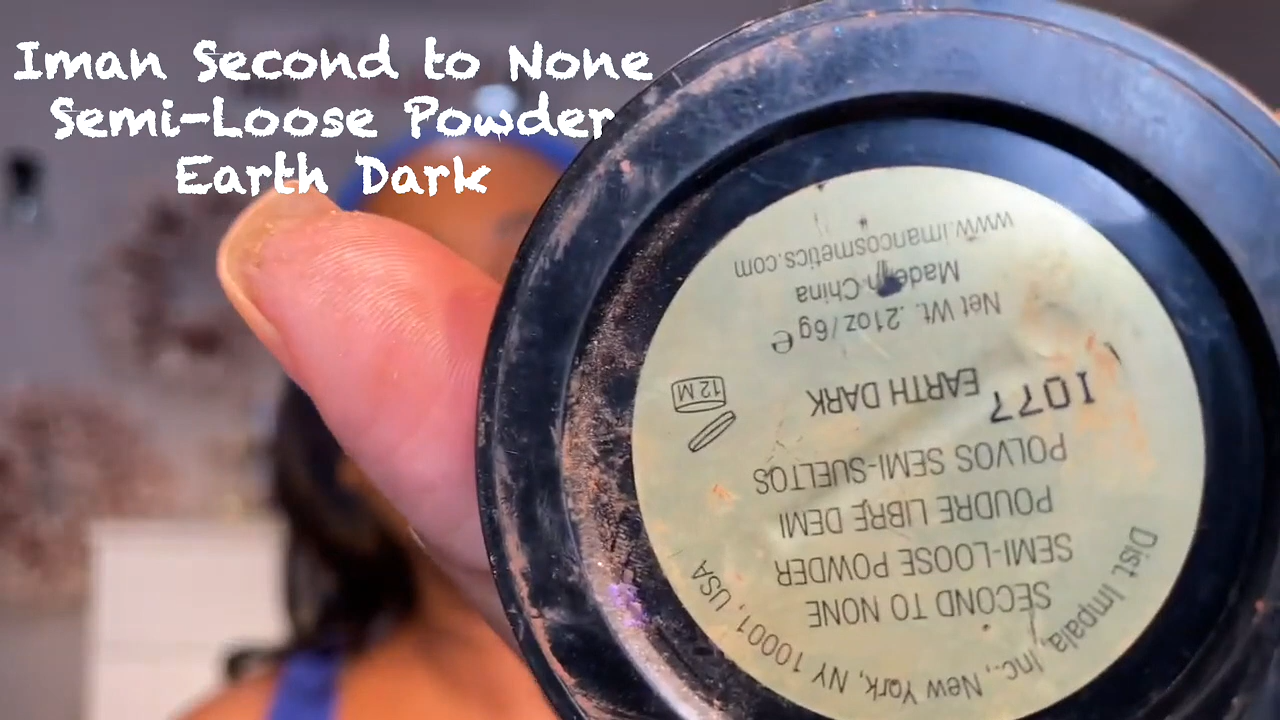 Iman Second to None
Semi-Loose Powder
Earth Dark
SECOND TO NONE
SEMI-LOOSE POWDER
POUDRE LIBRE DEMI
POLVOS SEMI-SUELTOS
1077
EARTH DARK
12 M
Net Wt. .21oz/6g e
Made in China
www.imancosmetics.com
Dist. Impala, Inc., New York, NY 10001, USA